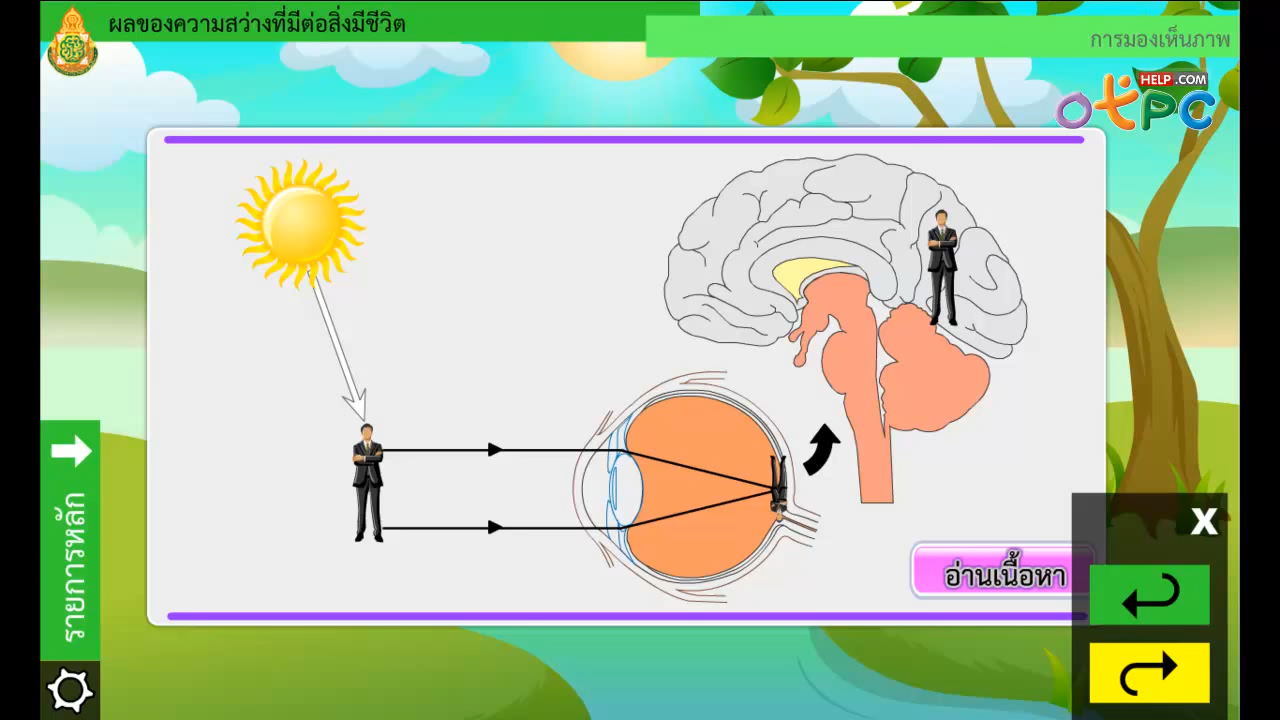 ผลของความสว่างที่มีต่อสิ่งมีชีวิต
การมองเห็นภาพ
HELP .COM
OTPC
อ่านเนื้อหา
X
รายการหลัก